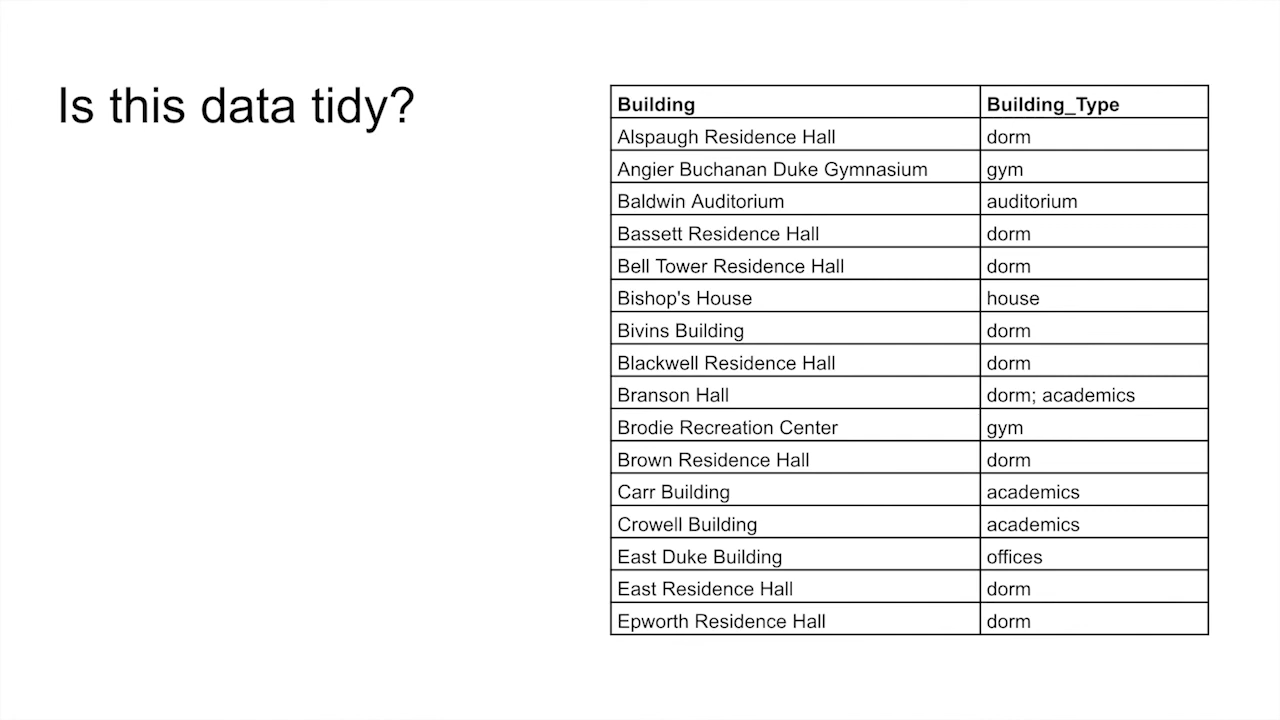 Is this data tidy?
Building Building_Type
Alspaugh Residence Hall dorm
Angier Buchanan Duke Gymnasium gym
Baldwin Auditorium auditorium
Bassett Residence Hall dorm
Bell Tower Residence Hall dorm
Bishop's House house
Bivins Building dorm
Blackwell Residence Hall dorm
Branson Hall dorm; academics
Brodie Recreation Center gym
Brown Residence Hall dorm
Carr Building academics
Crowell Building academics
East Duke Building offices
East Residence Hall dorm
Epworth Residence Hall dorm